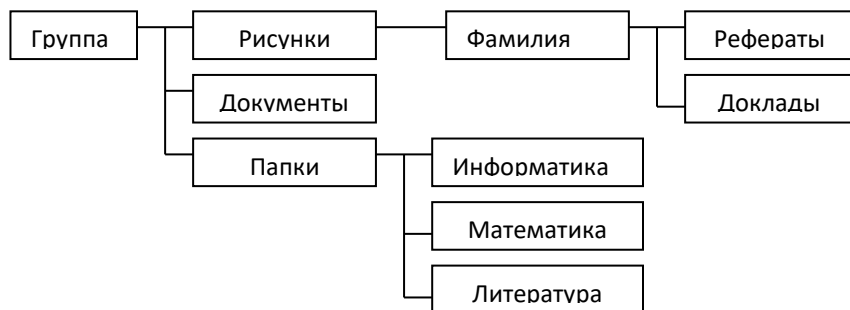 Группа
Рисунки
Фамилия
Рефераты
Документы
Доклады
Папки
Информатика
Математика
Литература